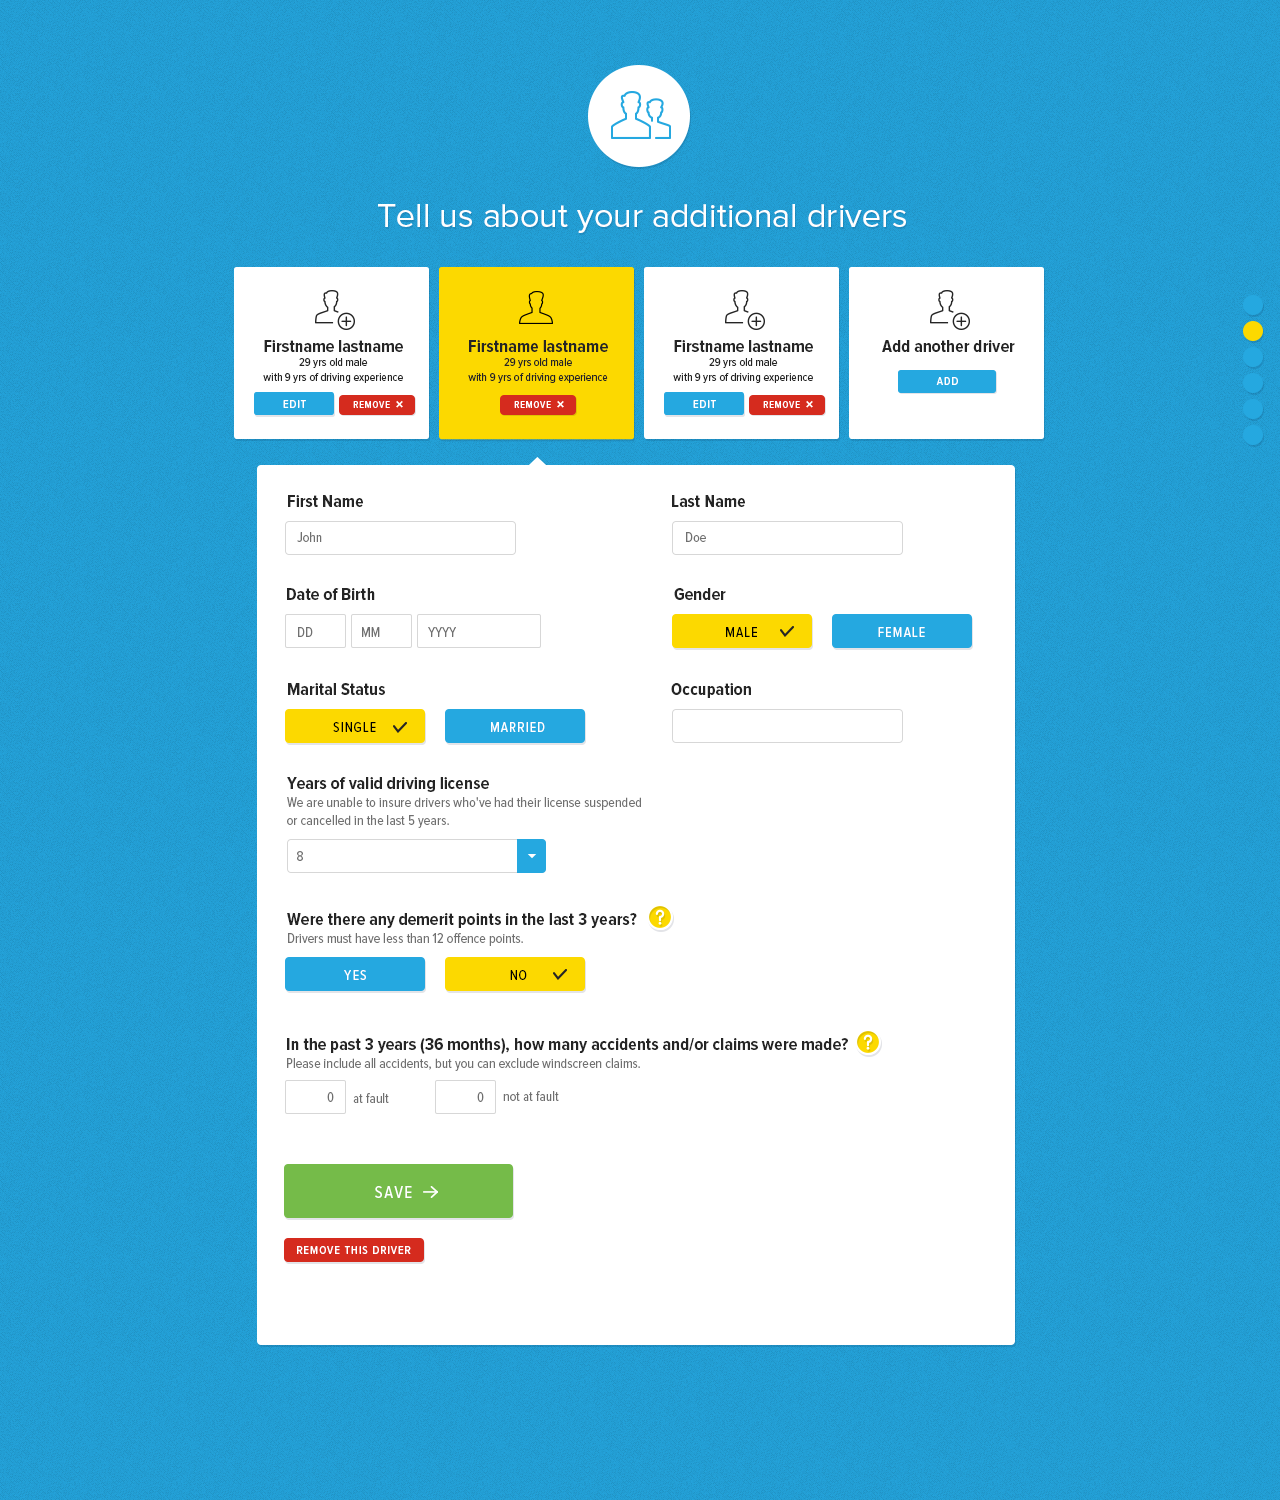 Tell us about your additional drivers
Firstname lastname
29 yrs old male
with 9 yrs of driving experience
EDIT REMOVE ✕
Firstname lastname
29 yrs old male
with 9 yrs of driving experience
REMOVE ✕
Firstname lastname
29 yrs old male
with 9 yrs of driving experience
EDIT REMOVE ✕
Add another driver
ADD
First Name
John
Last Name
Doe
Date of Birth
DD MM YYYY
Gender
MALE FEMALE
Marital Status
SINGLE MARRIED
Occupation
Years of valid driving license
We are unable to insure drivers who've had their license suspended
or cancelled in the last 5 years.
8
Were there any demerit points in the last 3 years? ?
Drivers must have less than 12 offence points.
YES NO
In the past 3 years (36 months), how many accidents and/or claims were made? ?
Please include all accidents, but you can exclude windscreen claims.
0 at fault 0 not at fault
SAVE →
REMOVE THIS DRIVER